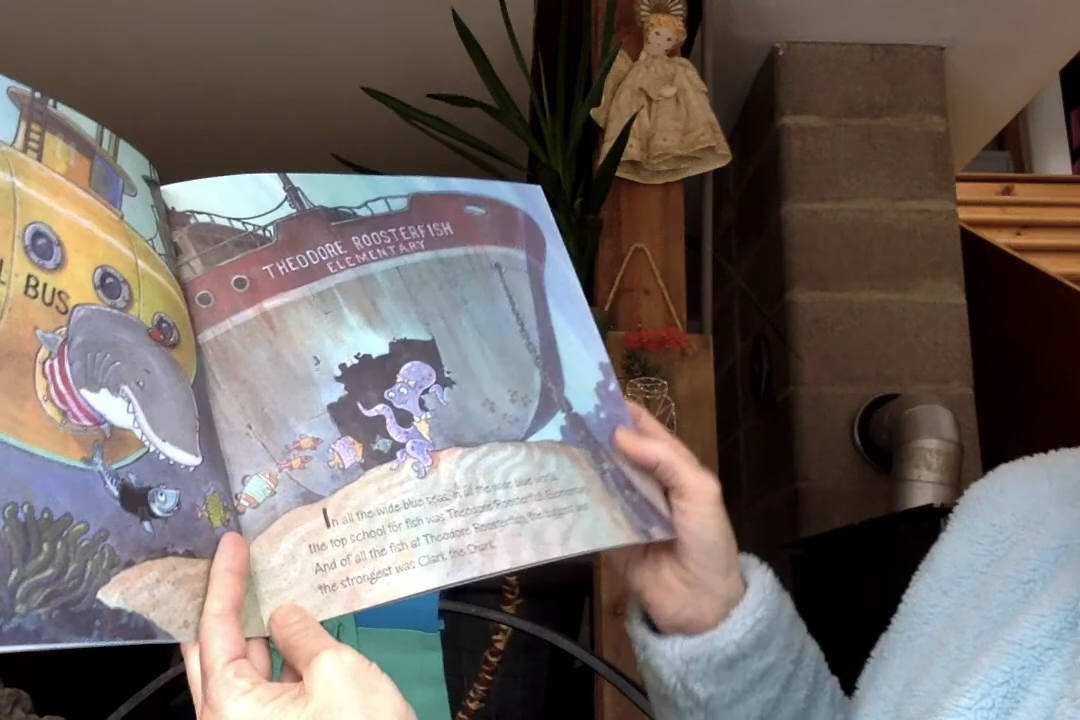 BUS
THEODORE ROOSTERFISH
ELEMENTARY
In all the wide blue seas, in all the wide blue world,
the top school for fish was Theodore Roosterfish Elementary.
And of all the fish at Theodore Roosterfish, the biggest and
the strongest was Clark the Shark.